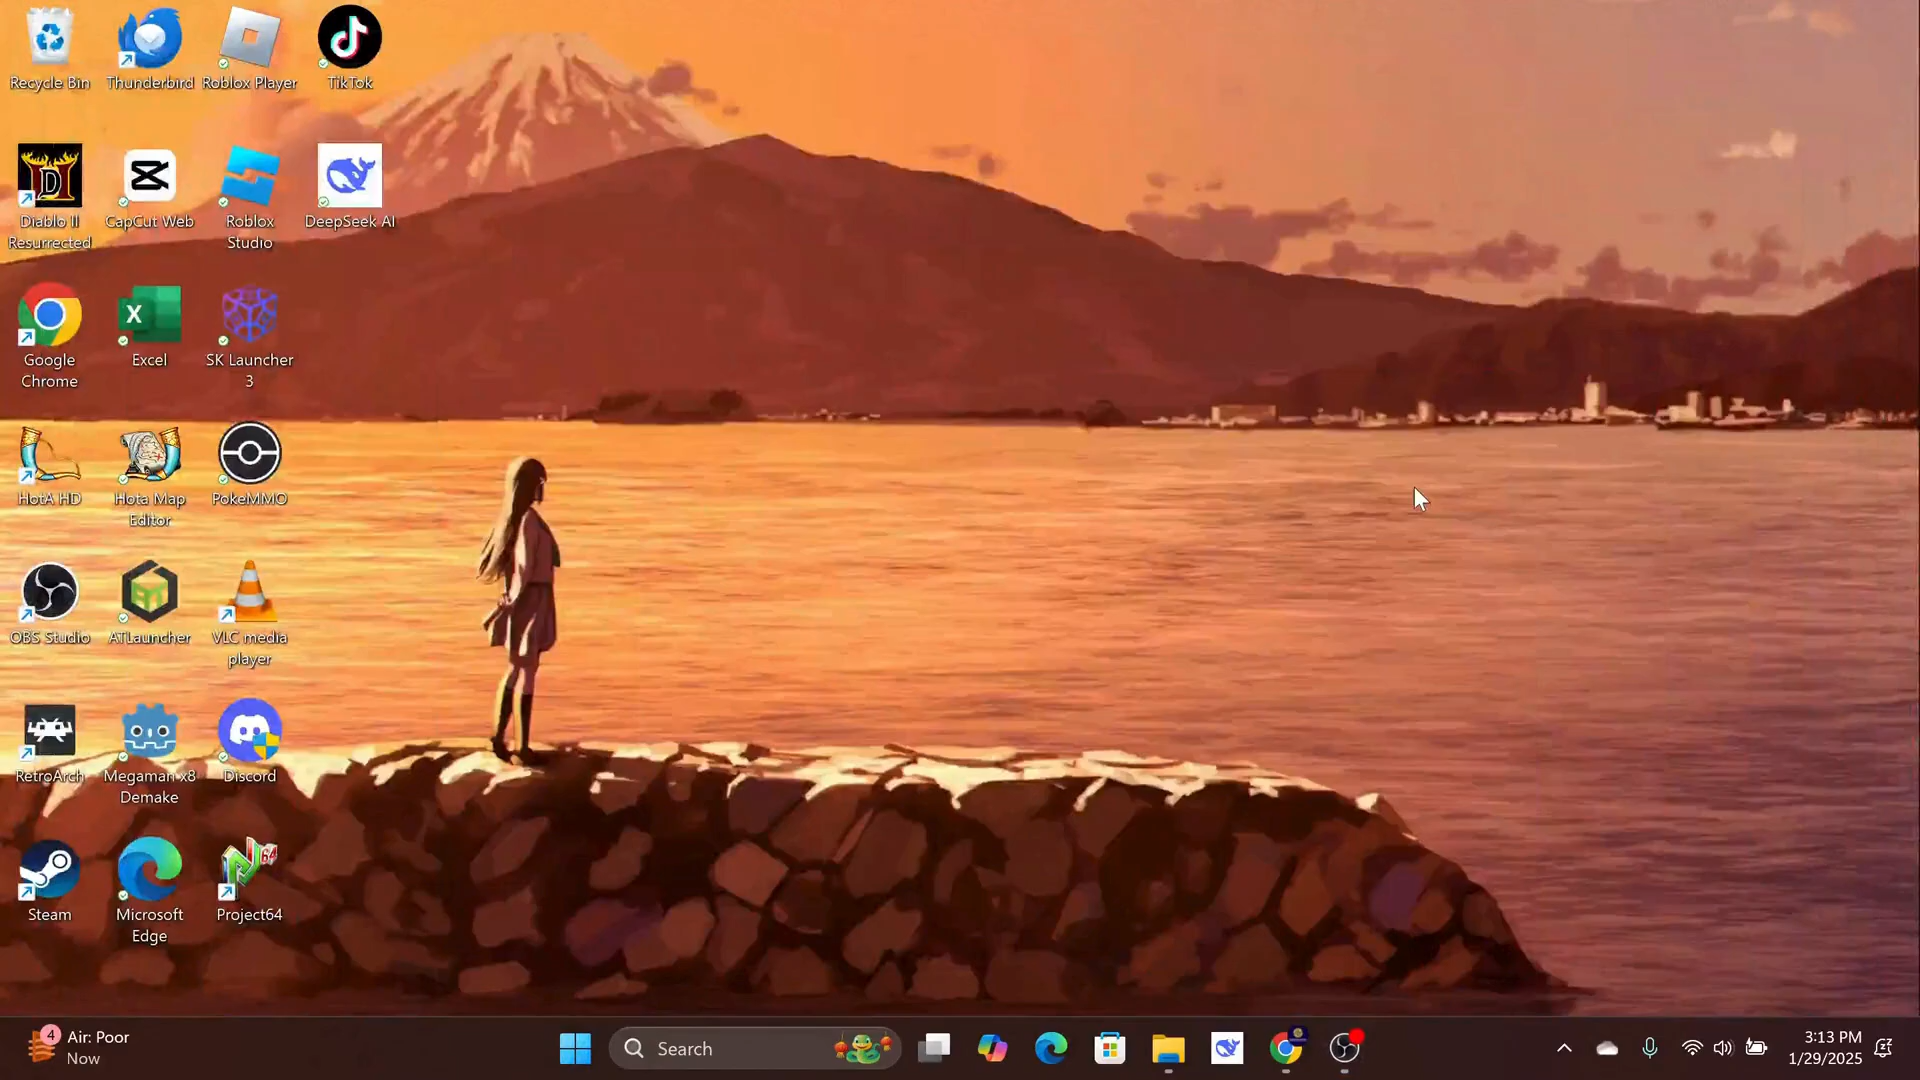 Recycle Bin
Thunderbird
Roblox Player
TikTok
Diablo II
Resurrected
CapCut Web
Roblox
Studio
DeepSeek AI
Google
Chrome
Excel
SK Launcher
3
HotA HD
Hota Map
Editor
PokeMMO
OBS Studio
ATLauncher
VLC media
player
RetroArch
Megaman x8
Demake
Discord
Steam
Microsoft
Edge
Project64
4
Air: Poor
Now
Search
3:13 PM
1/29/2025